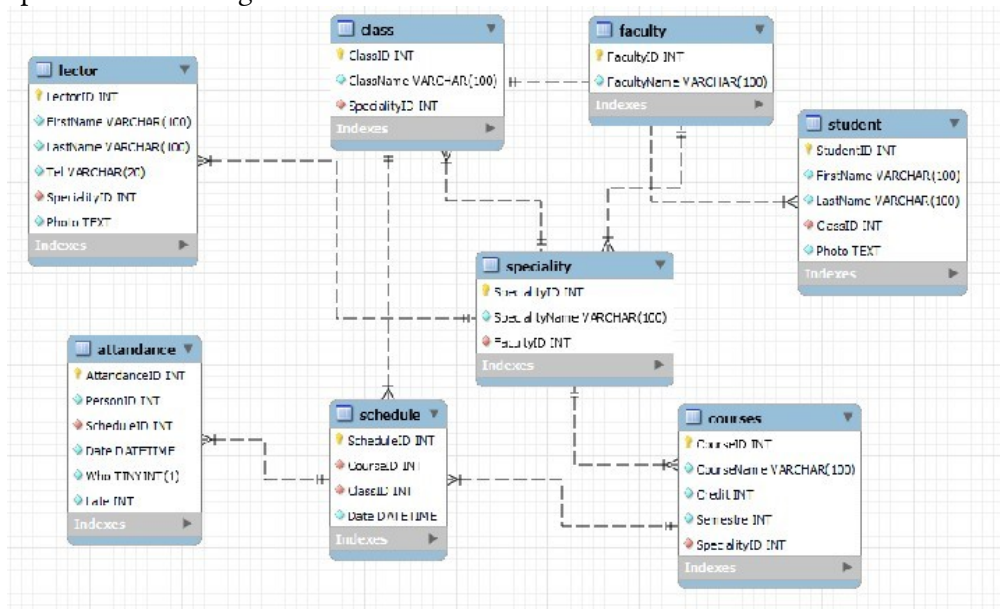 class
ClassID INT
ClassName VARCHAR(100)
SpecialityID INT
Indexes
faculty
FacultyID INT
FacultyName VARCHAR(100)
Indexes
lector
LectorID INT
FirstName VARCHAR(100)
LastName VARCHAR(100)
Tel VARCHAR(20)
SpecialityID INT
Photo TEXT
Indexes
student
StudentID INT
FirstName VARCHAR(100)
LastName VARCHAR(100)
ClassID INT
Photo TEXT
Indexes
speciality
SpecialityID INT
SpecialityName VARCHAR(100)
FacultyID INT
Indexes
attandance
AttandanceID INT
PersonID INT
ScheduleID INT
Date DATETIME
Who TINYINT(1)
Late INT
Indexes
schedule
ScheduleID INT
CourseID INT
ClassID INT
Date DATETIME
Indexes
courses
CourseID INT
CourseName VARCHAR(100)
Credit INT
Semestre INT
SpecialityID INT
Indexes